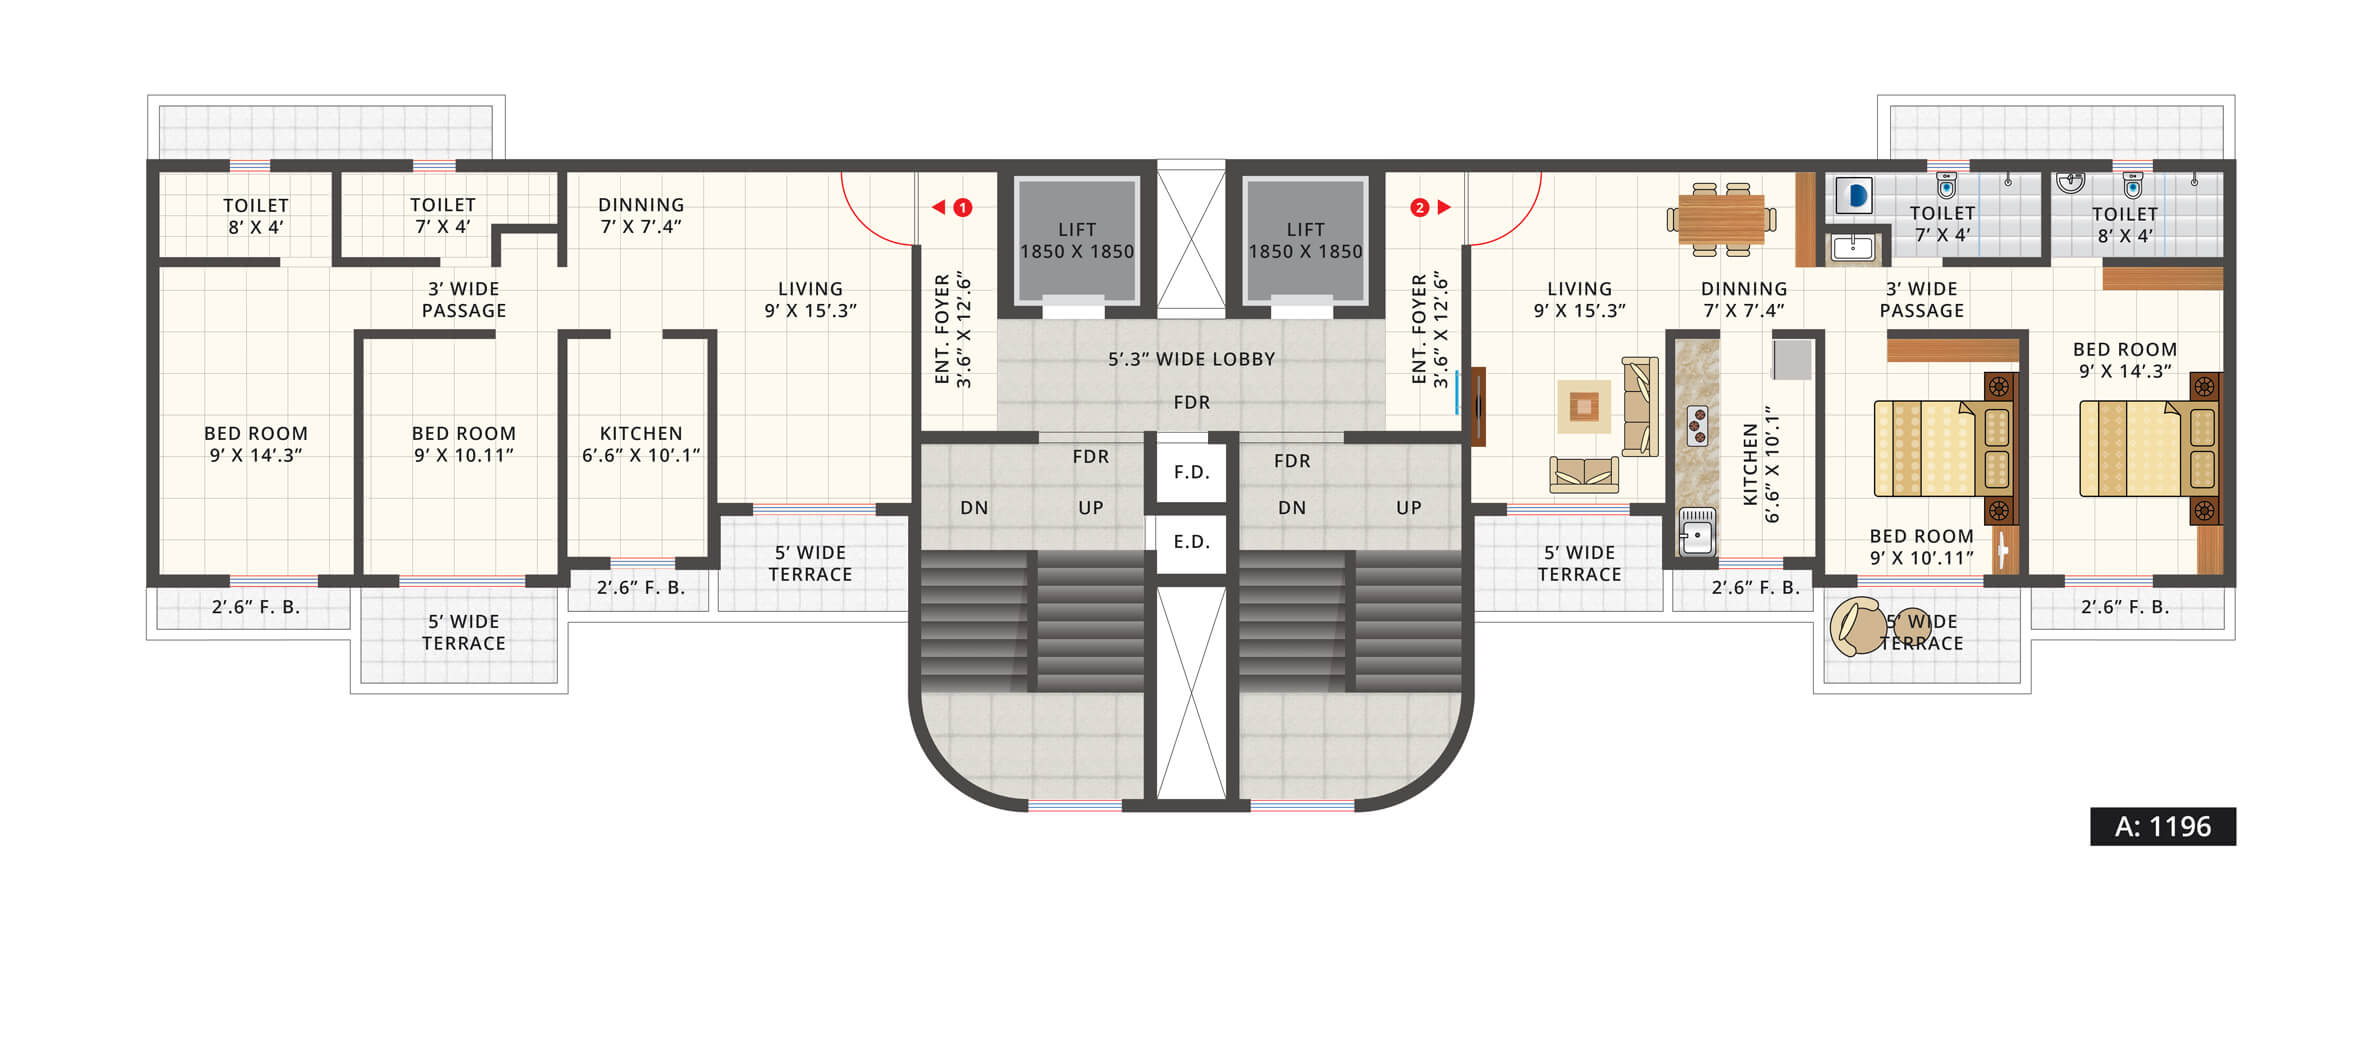 TOILET
8' X 4'
TOILET
7' X 4'
DINNING
7' X 7'.4"
3' WIDE
PASSAGE
LIVING
9' X 15'.3"
BED ROOM
9' X 14'.3"
BED ROOM
9' X 10.11"
KITCHEN
6'.6" X 10'.1"
2'.6" F. B.
5' WIDE
TERRACE
2'.6" F. B.
5' WIDE
TERRACE
1
ENT. FOYER
3'.6" X 12'.6"
LIFT
1850 X 1850
LIFT
1850 X 1850
5'.3" WIDE LOBBY
FDR
FDR
FDR
F.D.
E.D.
DN
UP
DN
UP
2
ENT. FOYER
3'.6" X 12'.6"
LIVING
9' X 15'.3"
DINNING
7' X 7'.4"
TOILET
7' X 4'
TOILET
8' X 4'
3' WIDE
PASSAGE
BED ROOM
9' X 14'.3"
KITCHEN
6'.6" X 10'.1"
BED ROOM
9' X 10'.11"
5' WIDE
TERRACE
2'.6" F. B.
5' WIDE
TERRACE
2'.6" F. B.
A: 1196